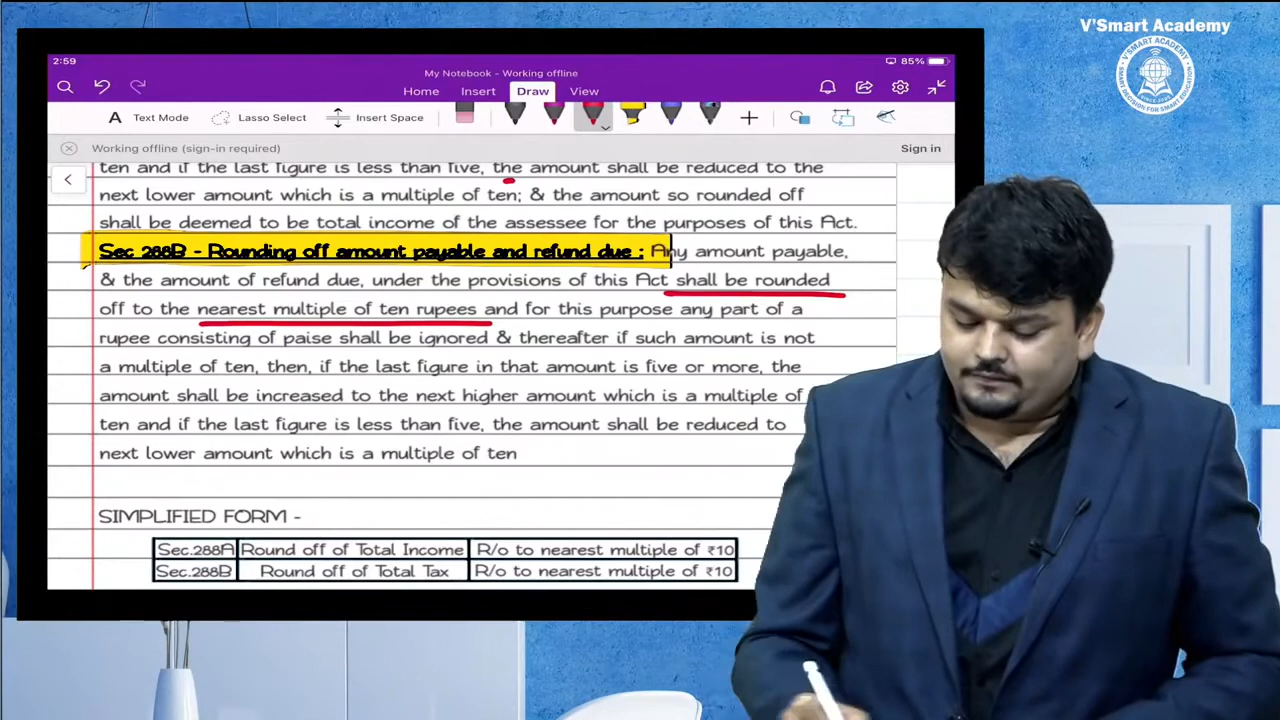 V'Smart Academy
V'SMART ACADEMY
SMART DECISION FOR SMART EDUCATION
2:59
85%
My Notebook - Working offline
Home Insert Draw View
Text Mode Lasso Select Insert Space
Working offline (sign-in required) Sign in
ten and if the last figure is less than five, the amount shall be reduced to the
next lower amount which is a multiple of ten; & the amount so rounded off
shall be deemed to be total income of the assessee for the purposes of this Act.
Sec 288B - Rounding off amount payable and refund due : Any amount payable,
& the amount of refund due, under the provisions of this Act shall be rounded
off to the nearest multiple of ten rupees and for this purpose any part of a
rupee consisting of paise shall be ignored & thereafter if such amount is not
a multiple of ten, then, if the last figure in that amount is five or more, the
amount shall be increased to the next higher amount which is a multiple of
ten and if the last figure is less than five, the amount shall be reduced to
next lower amount which is a multiple of ten
SIMPLIFIED FORM -
Sec.288A Round off of Total Income R/o to nearest multiple of ₹10
Sec.288B Round off of Total Tax R/o to nearest multiple of ₹10